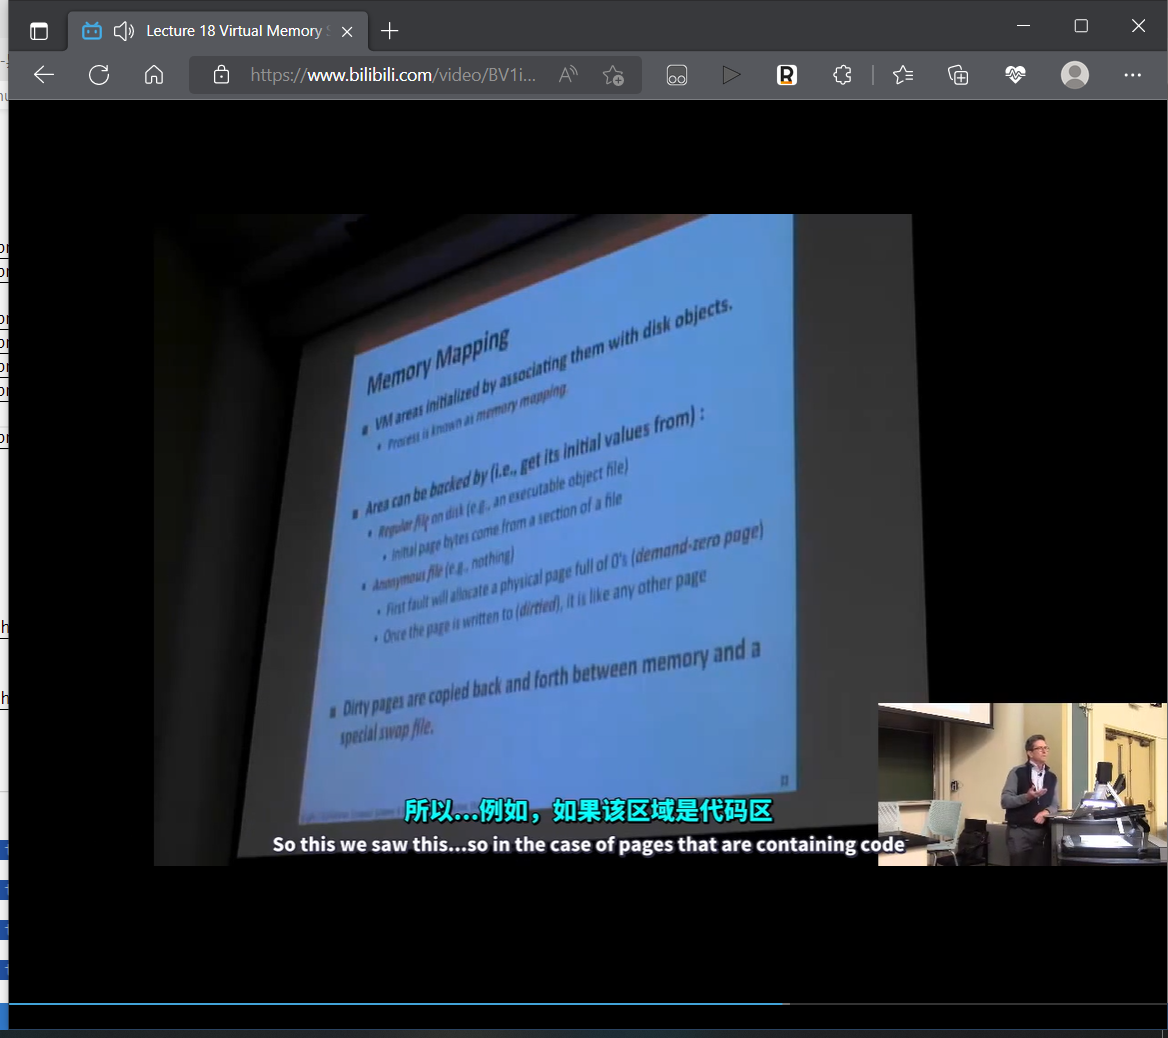 Lecture 18 Virtual Memory
https://www.bilibili.com/video/BV1i...
Memory Mapping
VM areas initialized by associating them with disk objects.
Process is known as memory mapping.
Area can be backed by (i.e., get its initial values from) :
Regular file on disk (e.g., an executable object file)
Initial page bytes come from a section of a file
Anonymous file (e.g., nothing)
First fault will allocate a physical page full of 0's (demand-zero page)
Once the page is written to (dirtied), it is like any other page
Dirty pages are copied back and forth between memory and a
special swap file.
所以...例如，如果该区域是代码区
So this we saw this...so in the case of pages that are containing code